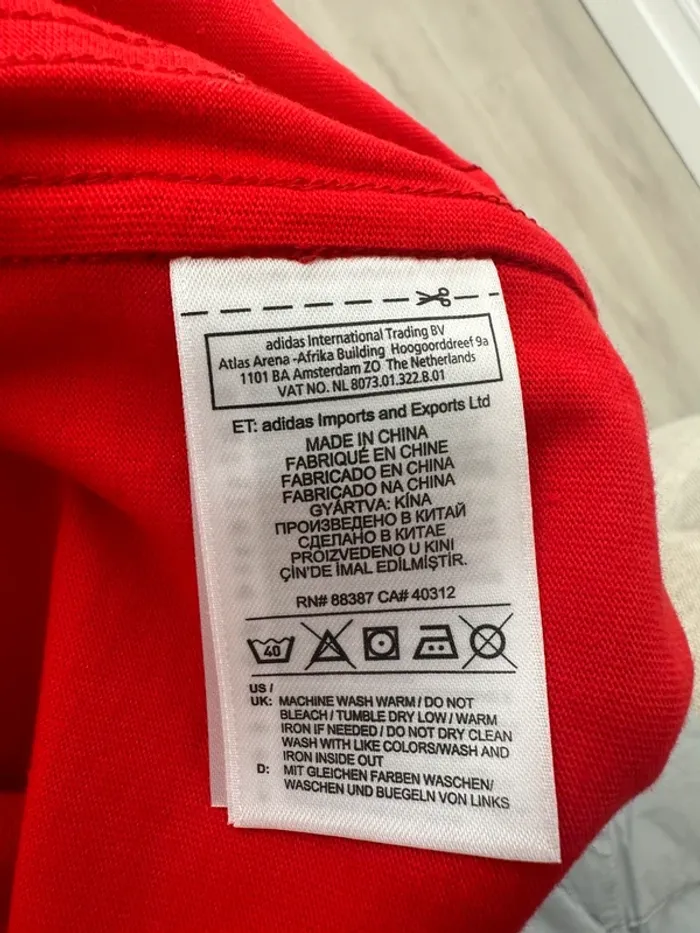 adidas International Trading BV
Atlas Arena -Afrika Building Hoogoorddreef 9a
1101 BA Amsterdam ZO The Netherlands
VAT NO. NL 8073.01.322.B.01
ET: adidas Imports and Exports Ltd
MADE IN CHINA
FABRIQUÉ EN CHINE
FABRICADO EN CHINA
FABRICADO NA CHINA
GYÁRTVA: KÍNA
ПРОИЗВЕДЕНО В КИТАЙ
СДЕЛАНО В КИТАЕ
PROIZVEDENO U KINI
ÇİN'DE İMAL EDİLMİŞTİR.
RN# 88387 CA# 40312
40
US /
UK: MACHINE WASH WARM / DO NOT
BLEACH / TUMBLE DRY LOW / WARM
IRON IF NEEDED / DO NOT DRY CLEAN
WASH WITH LIKE COLORS/WASH AND
IRON INSIDE OUT
D: MIT GLEICHEN FARBEN WASCHEN/
WASCHEN UND BUEGELN VON LINKS